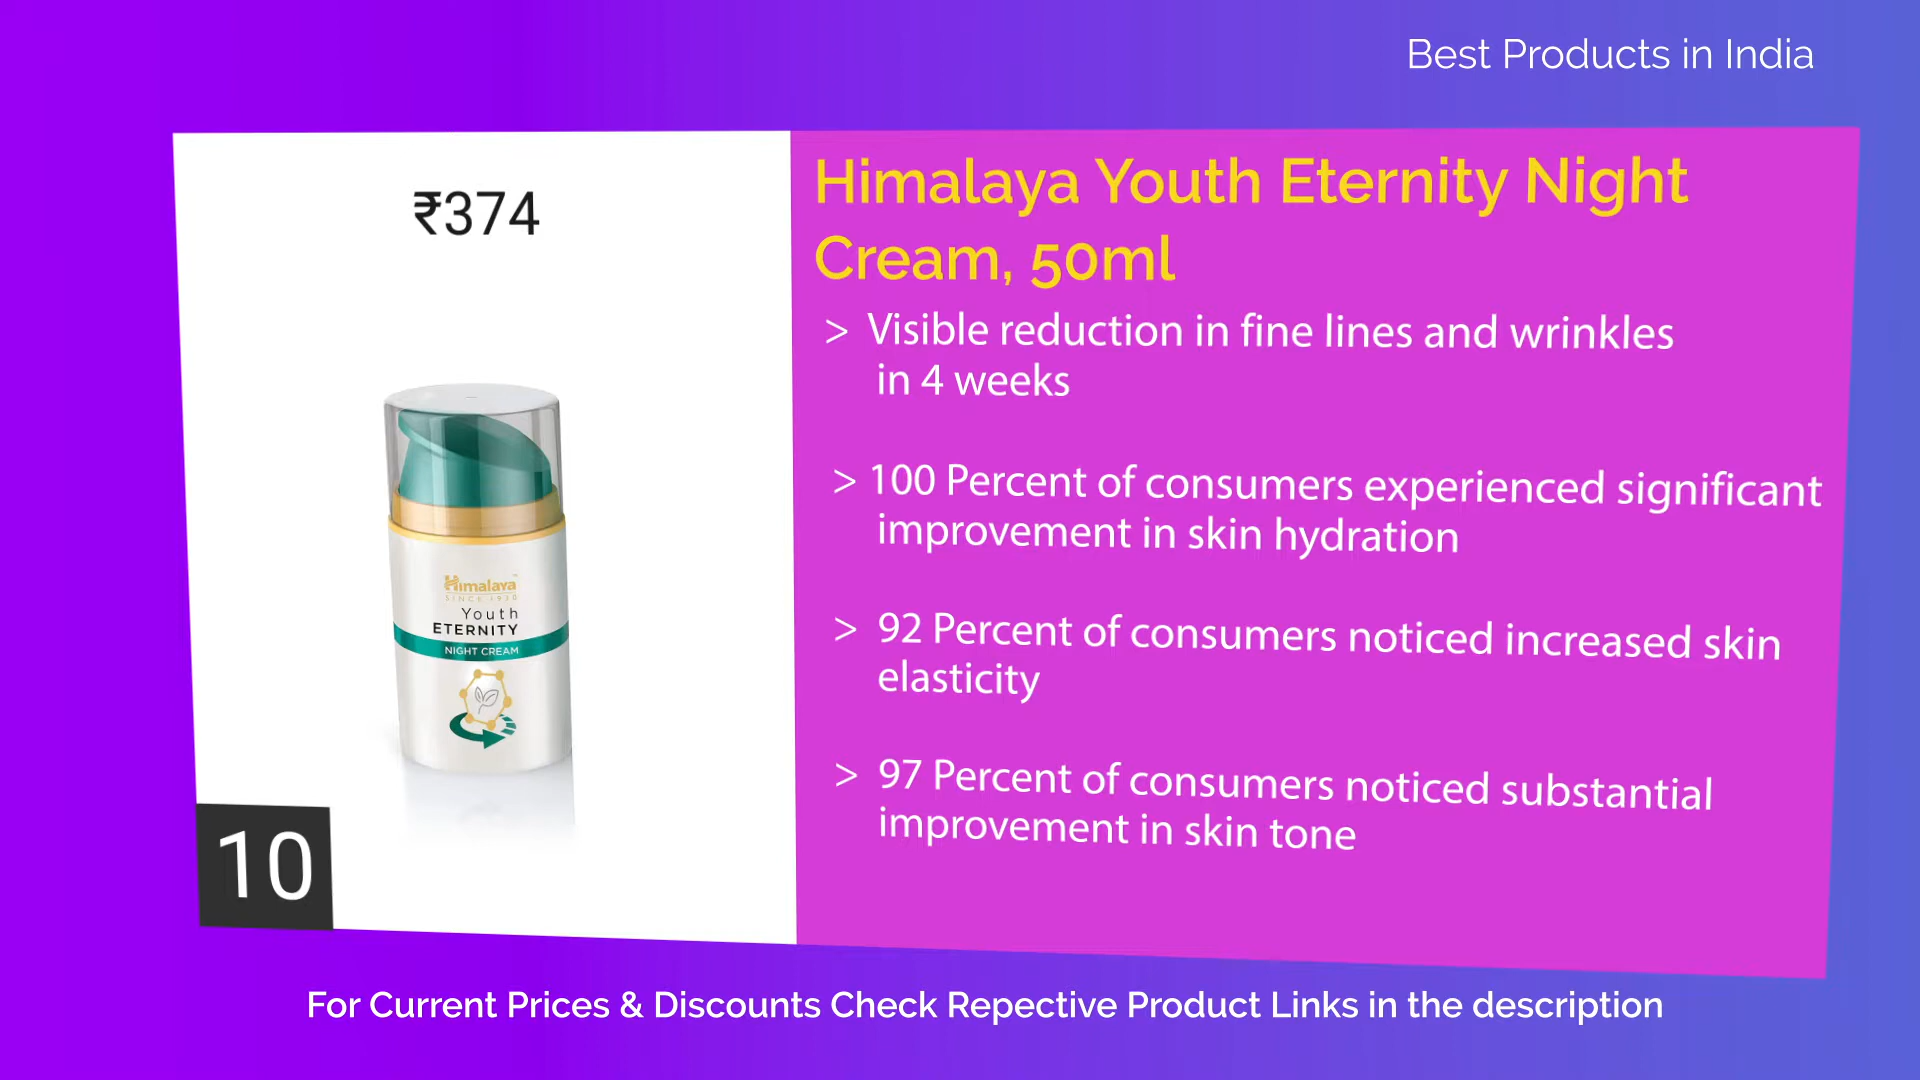 Best Products in India
₹374
Himalaya Youth Eternity Night
Cream, 50ml
> Visible reduction in fine lines and wrinkles
in 4 weeks
> 100 Percent of consumers experienced significant
improvement in skin hydration
> 92 Percent of consumers noticed increased skin
elasticity
> 97 Percent of consumers noticed substantial
improvement in skin tone
Himalaya
SINCE 1930
Youth
ETERNITY
NIGHT CREAM
10
For Current Prices & Discounts Check Repective Product Links in the description